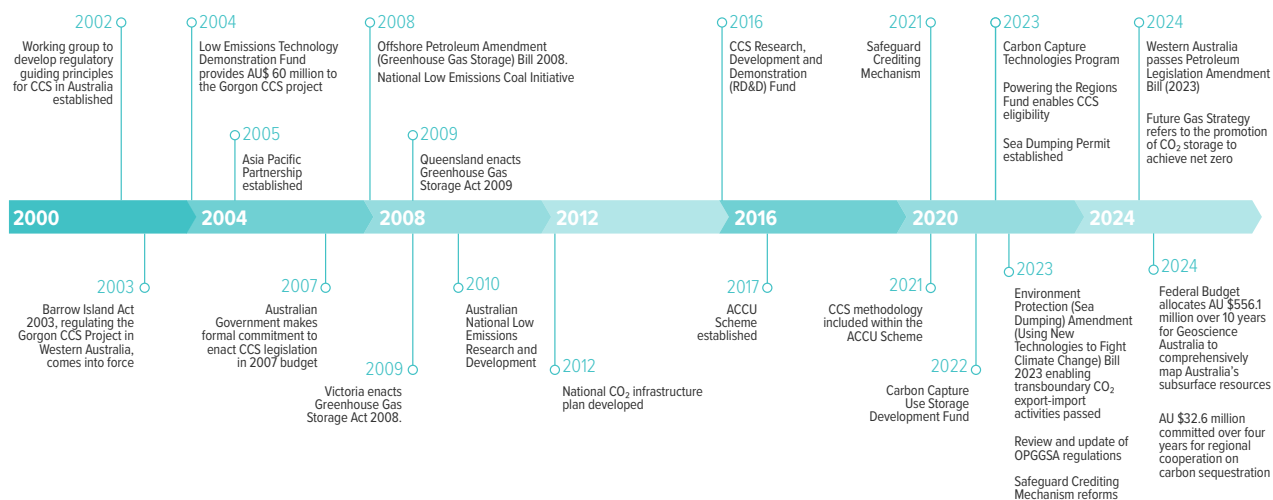 2002
Working group to
develop regulatory
guiding principles
for CCS in Australia
established
2004
Low Emissions Technology
Demonstration Fund
provides AU$ 60 million to
the Gorgon CCS project
2005
Asia Pacific
Partnership
established
2008
Offshore Petroleum Amendment
(Greenhouse Gas Storage) Bill 2008.
National Low Emissions Coal Initiative
2009
Queensland enacts
Greenhouse Gas
Storage Act 2009
2016
CCS Research,
Development and
Demonstration
(RD&D) Fund
2021
Safeguard
Crediting
Mechanism
2023
Carbon Capture
Technologies Program
Powering the Regions
Fund enables CCS
eligibility
Sea Dumping Permit
established
2024
Western Australia
passes Petroleum
Legislation Amendment
Bill (2023)
Future Gas Strategy
refers to the promotion
of CO₂ storage to
achieve net zero
2000 2004 2008 2012 2016 2020 2024
2003
Barrow Island Act
2003, regulating the
Gorgon CCS Project in
Western Australia,
comes into force
2007
Australian
Government makes
formal commitment to
enact CCS legislation
in 2007 budget
2009
Victoria enacts
Greenhouse Gas
Storage Act 2008.
2010
Australian
National Low
Emissions
Research and
Development
2012
National CO₂ infrastructure
plan developed
2017
ACCU
Scheme
established
2021
CCS methodology
included within the
ACCU Scheme
2022
Carbon Capture
Use Storage
Development Fund
2023
Environment
Protection (Sea
Dumping) Amendment
(Using New
Technologies to Fight
Climate Change) Bill
2023 enabling
transboundary CO₂
export-import
activities passed
Review and update of
OPGGSA regulations
Safeguard Crediting
Mechanism reforms
2024
Federal Budget
allocates AU $556.1
million over 10 years
for Geoscience
Australia to
comprehensively
map Australia's
subsurface resources
AU $32.6 million
committed over four
years for regional
cooperation on
carbon sequestration